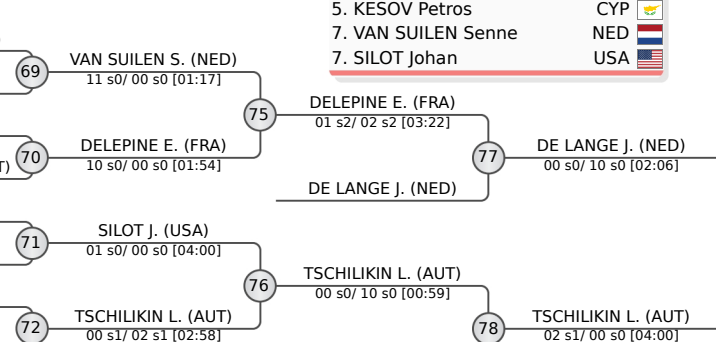 5. KESOV Petros CYP
7. VAN SUILEN Senne NED
7. SILOT Johan USA
69
VAN SUILEN S. (NED)
11 s0/ 00 s0 [01:17]
75
DELEPINE E. (FRA)
01 s2/ 02 s2 [03:22]
70
DELEPINE E. (FRA)
10 s0/ 00 s0 [01:54]
77
DE LANGE J. (NED)
00 s0/ 10 s0 [02:06]
DE LANGE J. (NED)
71
SILOT J. (USA)
01 s0/ 00 s0 [04:00]
76
TSCHILIKIN L. (AUT)
00 s0/ 10 s0 [00:59]
72
TSCHILIKIN L. (AUT)
00 s1/ 02 s1 [02:58]
78
TSCHILIKIN L. (AUT)
02 s1/ 00 s0 [04:00]